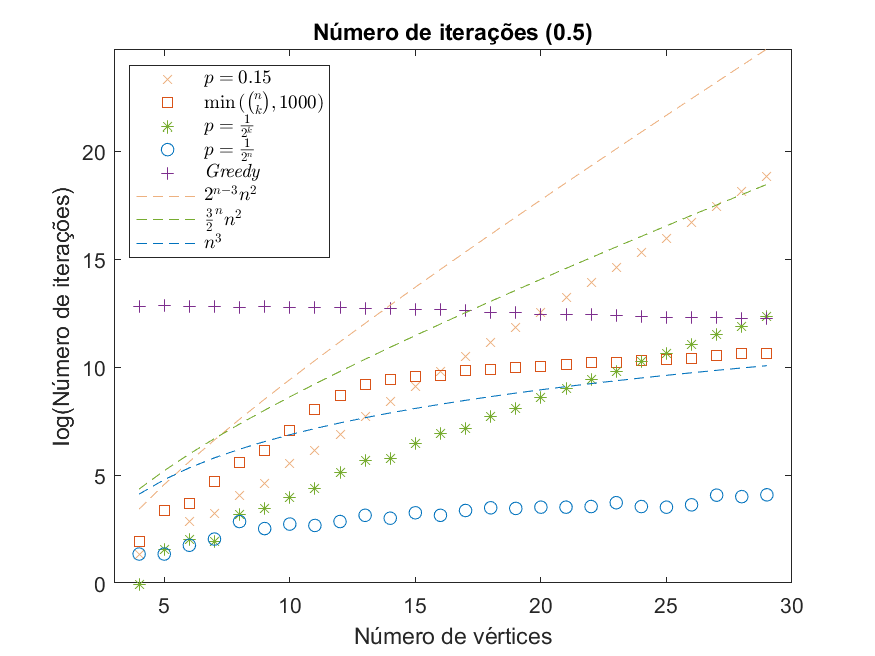 Número de iterações (0.5)
p = 0.15
min((n k), 1000)
p = 1/2^k
p = 1/2^n
Greedy
2^{n-3}n^2
3/2^n n^2
n^3
log(Número de iterações)
20
15
10
5
0
5 10 15 20 25 30
Número de vértices